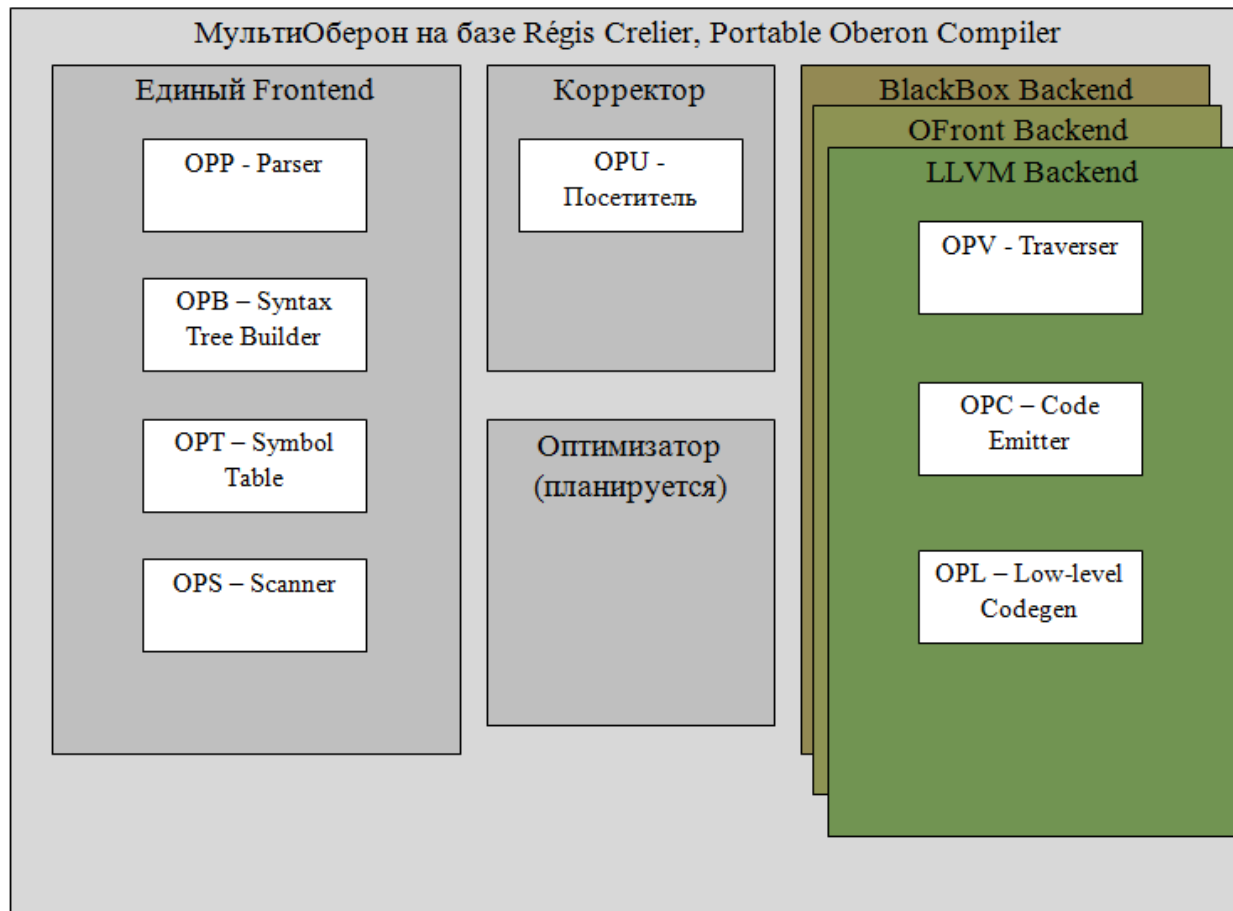 МультиОберон на базе Régis Crelier, Portable Oberon Compiler
Единый Frontend
OPP - Parser
OPB – Syntax
Tree Builder
OPT – Symbol
Table
OPS – Scanner
Корректор
OPU -
Посетитель
Оптимизатор
(планируется)
BlackBox Backend
OFront Backend
LLVM Backend
OPV - Traverser
OPC – Code
Emitter
OPL – Low-level
Codegen